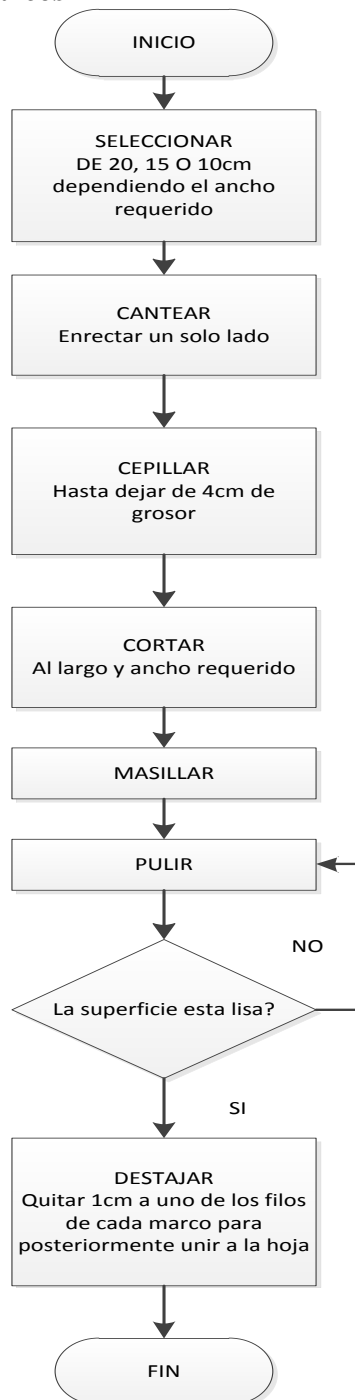 INICIO
SELECCIONAR
DE 20, 15 O 10cm
dependiendo el ancho
requerido
CANTEAR
Enrectar un solo lado
CEPILLAR
Hasta dejar de 4cm de
grosor
CORTAR
Al largo y ancho requerido
MASILLAR
PULIR
NO
La superficie esta lisa?
SI
DESTAJAR
Quitar 1cm a uno de los filos
de cada marco para
posteriormente unir a la hoja
FIN